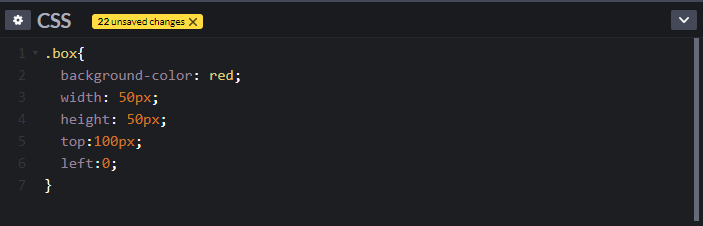 CSS 22 unsaved changes ×
1 .box{
2 background-color: red;
3 width: 50px;
4 height: 50px;
5 top:100px;
6 left:0;
7 }